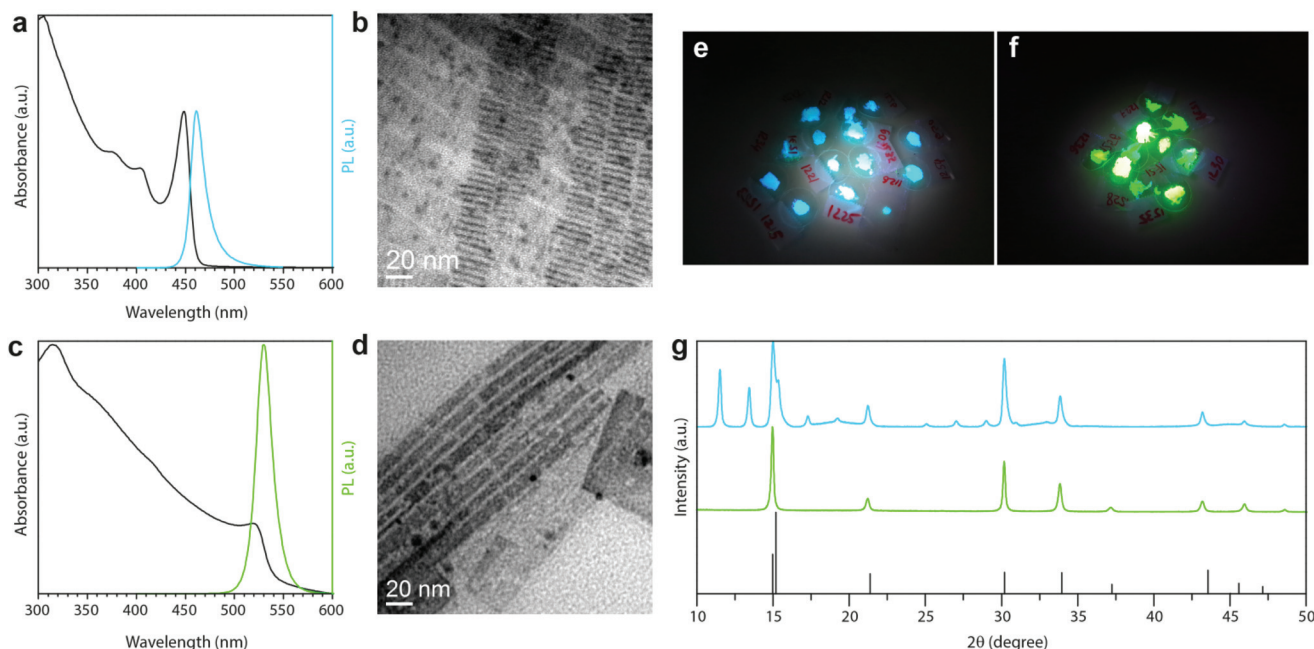 a
Absorbance (a.u.)
PL (a.u.)
300 350 400 450 500 550 600
Wavelength (nm)
b
20 nm
e
1221
1225
f
1235
c
Absorbance (a.u.)
PL (a.u.)
300 350 400 450 500 550 600
Wavelength (nm)
d
20 nm
g
Intensity (a.u.)
10 15 20 25 30 35 40 45 50
2θ (degree)